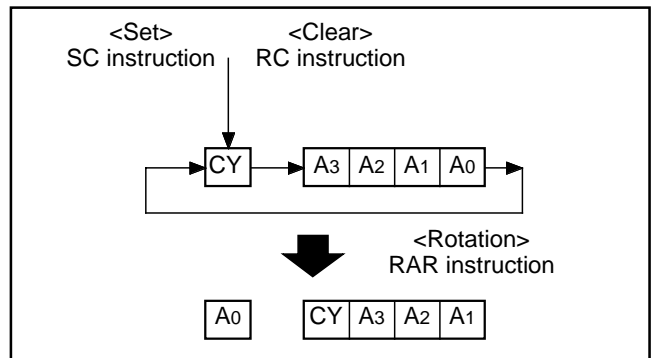 <Set>
SC instruction
<Clear>
RC instruction
CY
A3 A2 A1 A0
<Rotation>
RAR instruction
A0
CY A3 A2 A1